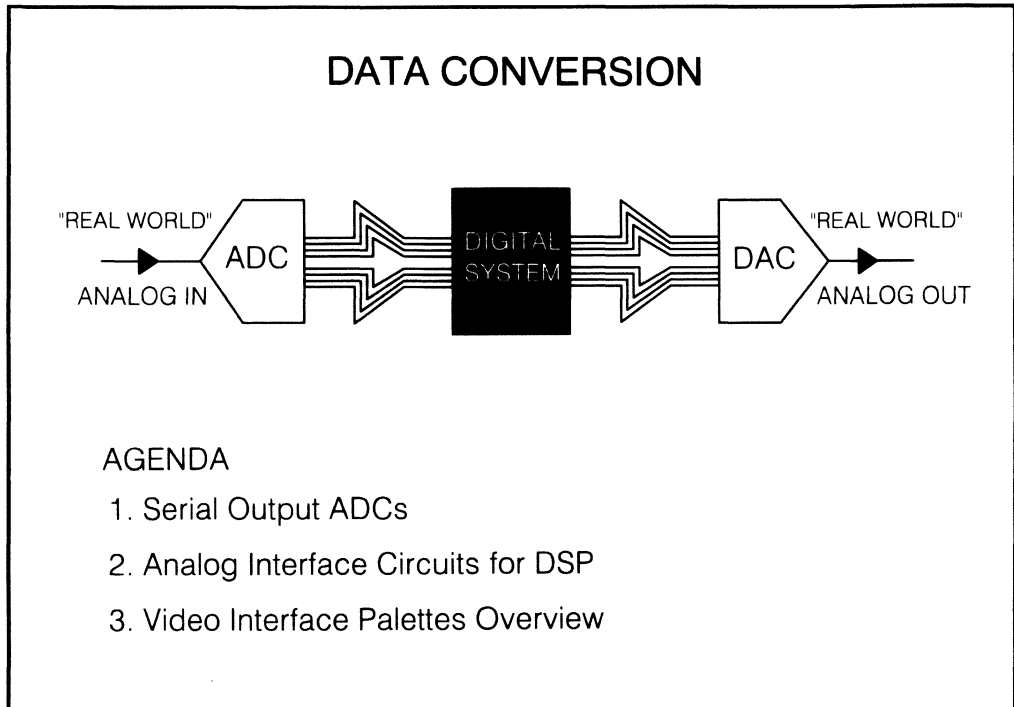 DATA CONVERSION
"REAL WORLD"
ANALOG IN
ADC
DIGITAL
SYSTEM
DAC
"REAL WORLD"
ANALOG OUT
AGENDA
1. Serial Output ADCs
2. Analog Interface Circuits for DSP
3. Video Interface Palettes Overview